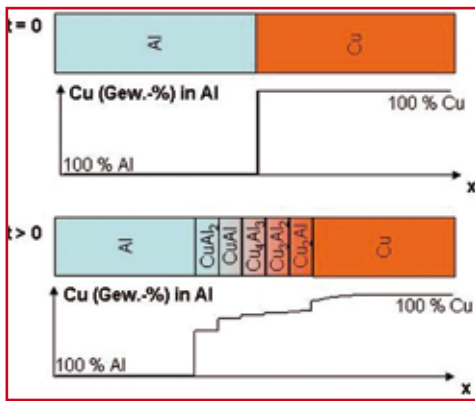 t = 0
Al
Cu
Cu (Gew.-%) in Al
100 % Cu
100 % Al
x
t > 0
Al
CuAl₂
CuAl
Cu₄Al₃
Cu₃Al₂
Cu₂Al
Cu
Cu (Gew.-%) in Al
100 % Cu
100 % Al
x